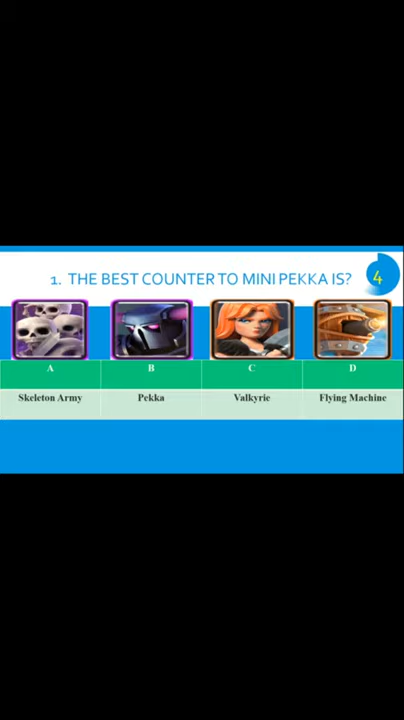 1. THE BEST COUNTER TO MINI PEKKA IS?
4
A B C D
Skeleton Army Pekka Valkyrie Flying Machine